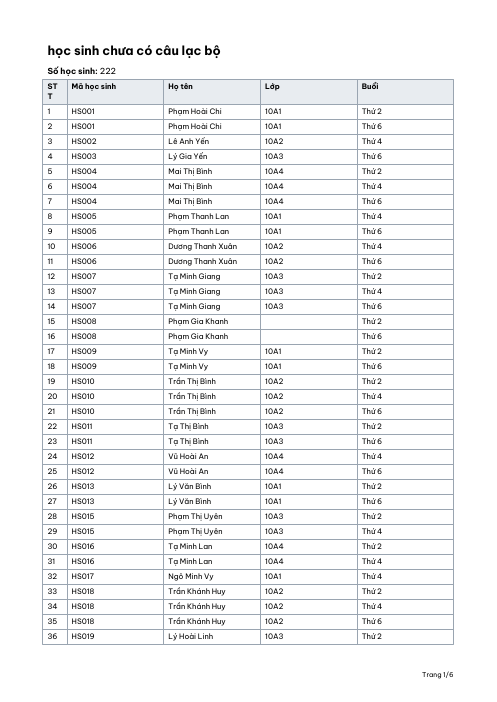 học sinh chưa có câu lạc bộ
Số học sinh: 222
STT Mã học sinh Họ tên Lớp Buổi
1 HS001 Phạm Hoài Chi 10A1 Thứ 2
2 HS001 Phạm Hoài Chi 10A1 Thứ 6
3 HS002 Lê Anh Yến 10A2 Thứ 4
4 HS003 Lý Gia Yến 10A3 Thứ 6
5 HS004 Mai Thị Bình 10A4 Thứ 2
6 HS004 Mai Thị Bình 10A4 Thứ 4
7 HS004 Mai Thị Bình 10A4 Thứ 6
8 HS005 Phạm Thanh Lan 10A1 Thứ 4
9 HS005 Phạm Thanh Lan 10A1 Thứ 6
10 HS006 Dương Thanh Xuân 10A2 Thứ 4
11 HS006 Dương Thanh Xuân 10A2 Thứ 6
12 HS007 Tạ Minh Giang 10A3 Thứ 2
13 HS007 Tạ Minh Giang 10A3 Thứ 4
14 HS007 Tạ Minh Giang 10A3 Thứ 6
15 HS008 Phạm Gia Khanh Thứ 2
16 HS008 Phạm Gia Khanh Thứ 6
17 HS009 Tạ Minh Vy 10A1 Thứ 2
18 HS009 Tạ Minh Vy 10A1 Thứ 6
19 HS010 Trần Thị Bình 10A2 Thứ 2
20 HS010 Trần Thị Bình 10A2 Thứ 4
21 HS010 Trần Thị Bình 10A2 Thứ 6
22 HS011 Tạ Thị Bình 10A3 Thứ 2
23 HS011 Tạ Thị Bình 10A3 Thứ 6
24 HS012 Vũ Hoài An 10A4 Thứ 4
25 HS012 Vũ Hoài An 10A4 Thứ 6
26 HS013 Lý Văn Bình 10A1 Thứ 2
27 HS013 Lý Văn Bình 10A1 Thứ 6
28 HS015 Phạm Thị Uyên 10A3 Thứ 2
29 HS015 Phạm Thị Uyên 10A3 Thứ 4
30 HS016 Tạ Minh Lan 10A4 Thứ 2
31 HS016 Tạ Minh Lan 10A4 Thứ 4
32 HS017 Ngô Minh Vy 10A1 Thứ 4
33 HS018 Trần Khánh Huy 10A2 Thứ 2
34 HS018 Trần Khánh Huy 10A2 Thứ 4
35 HS018 Trần Khánh Huy 10A2 Thứ 6
36 HS019 Lý Hoài Linh 10A3 Thứ 2
Trang 1/6